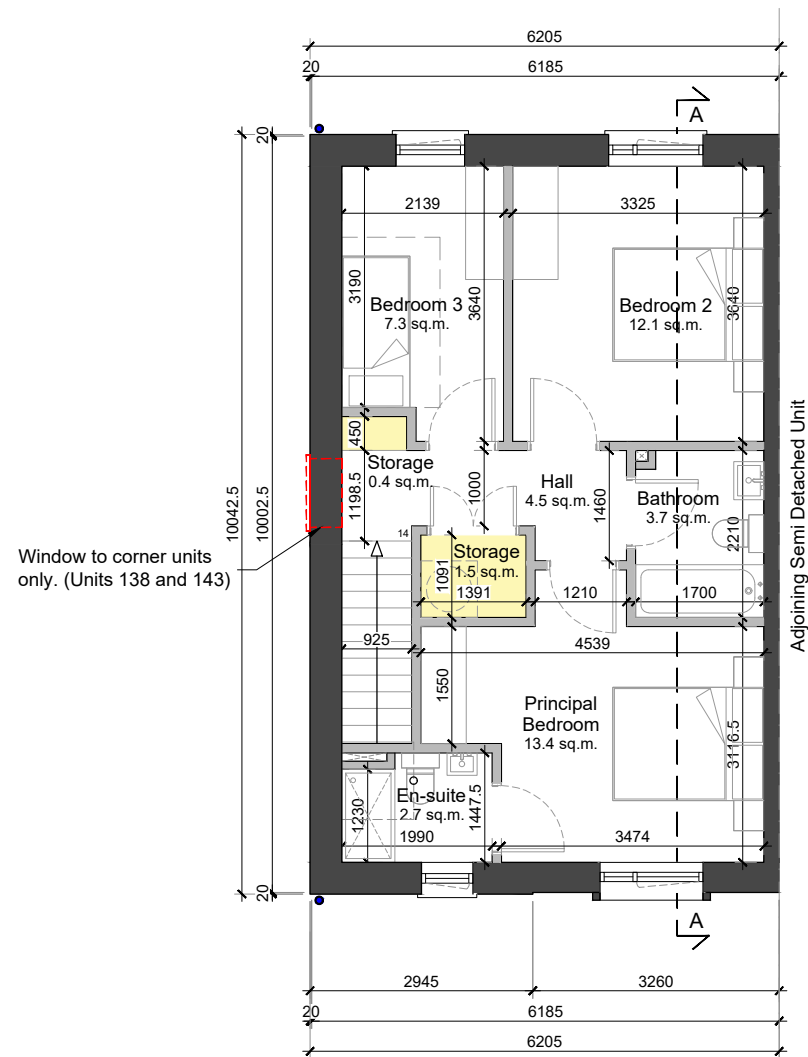 6205
20
6185
A
20
2139
3325
3190
3640
3640
Bedroom 3
7.3 sq.m.
Bedroom 2
12.1 sq.m.
450
Storage
0.4 sq.m.
1198.5
1000
Hall
4.5 sq.m.
1460
Bathroom
3.7 sq.m.
2210
10042.5
10002.5
Window to corner units
only. (Units 138 and 143)
14
Storage
1.5 sq.m.
1091
1391
1210
1700
Adjoining Semi Detached Unit
925
4539
1550
Principal
Bedroom
13.4 sq.m.
3116.5
En-suite
2.7 sq.m.
1230
1447.5
1990
3474
20
A
2945
3260
20
6185
6205